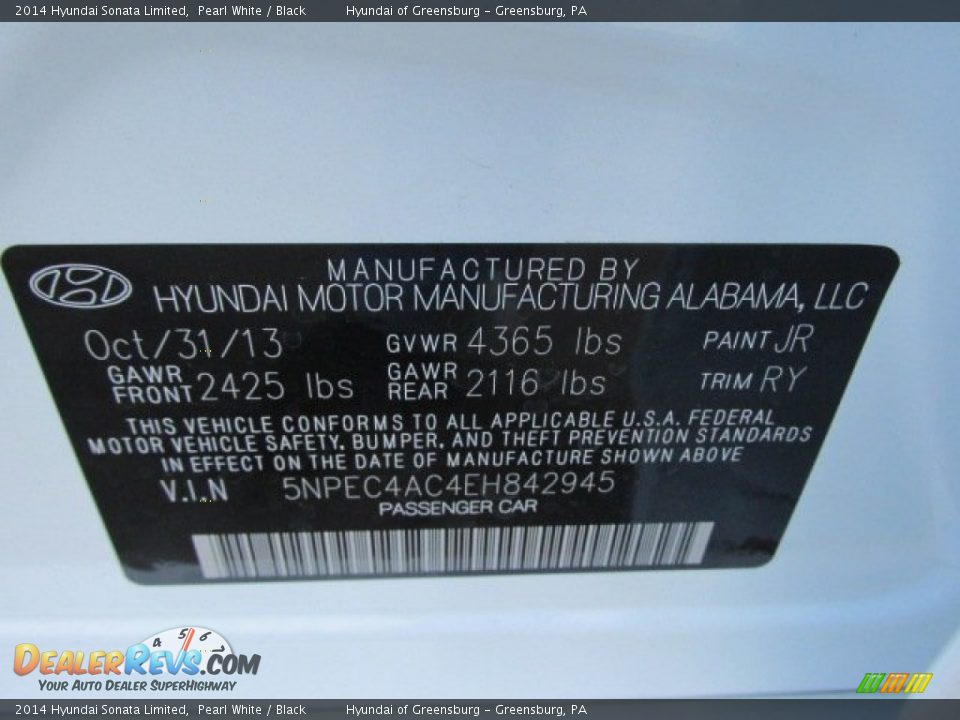 2014 Hyundai Sonata Limited, Pearl White / Black Hyundai of Greensburg - Greensburg, PA
MANUFACTURED BY
HYUNDAI MOTOR MANUFACTURING ALABAMA, LLC
Oct/31/13 GVWR 4365 lbs PAINT JR
GAWR FRONT 2425 lbs GAWR REAR 2116 lbs TRIM RY
THIS VEHICLE CONFORMS TO ALL APPLICABLE U.S.A. FEDERAL
MOTOR VEHICLE SAFETY, BUMPER, AND THEFT PREVENTION STANDARDS
IN EFFECT ON THE DATE OF MANUFACTURE SHOWN ABOVE
V.I.N 5NPEC4AC4EH842945
PASSENGER CAR
4 5 6
DEALERREVS.COM
YOUR AUTO DEALER SUPERHIGHWAY
2014 Hyundai Sonata Limited, Pearl White / Black Hyundai of Greensburg - Greensburg, PA